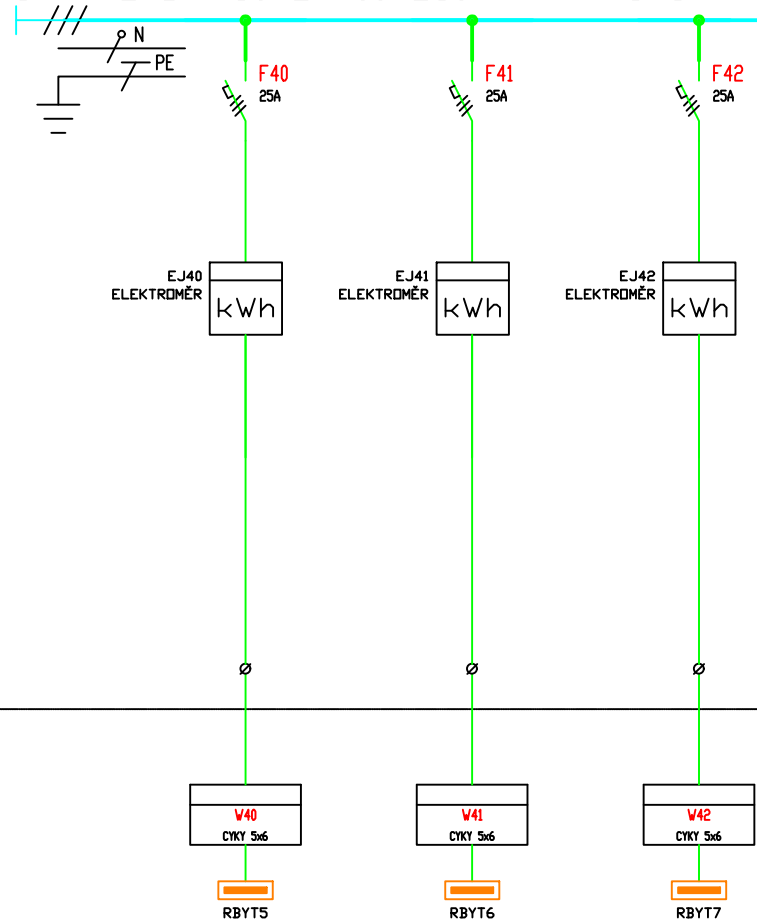 N
PE
F40
25A
F41
25A
F42
25A
EJ40
ELEKTROMĚR
kWh
EJ41
ELEKTROMĚR
kWh
EJ42
ELEKTROMĚR
kWh
W40
CYKY 5x6
W41
CYKY 5x6
W42
CYKY 5x6
RBYT5
RBYT6
RBYT7